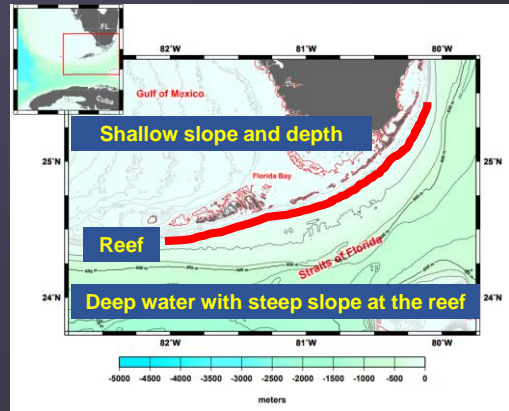 FL
Cuba
82°W
81°W
80°W
Gulf of Mexico
Shallow slope and depth
25°N
25°N
Florida Bay
Reef
Straits of Florida
24°N
24°N
Deep water with steep slope at the reef
82°W
81°W
80°W
-5000 -4500 -4000 -3500 -3000 -2500 -2000 -1500 -1000 -500 0
meters